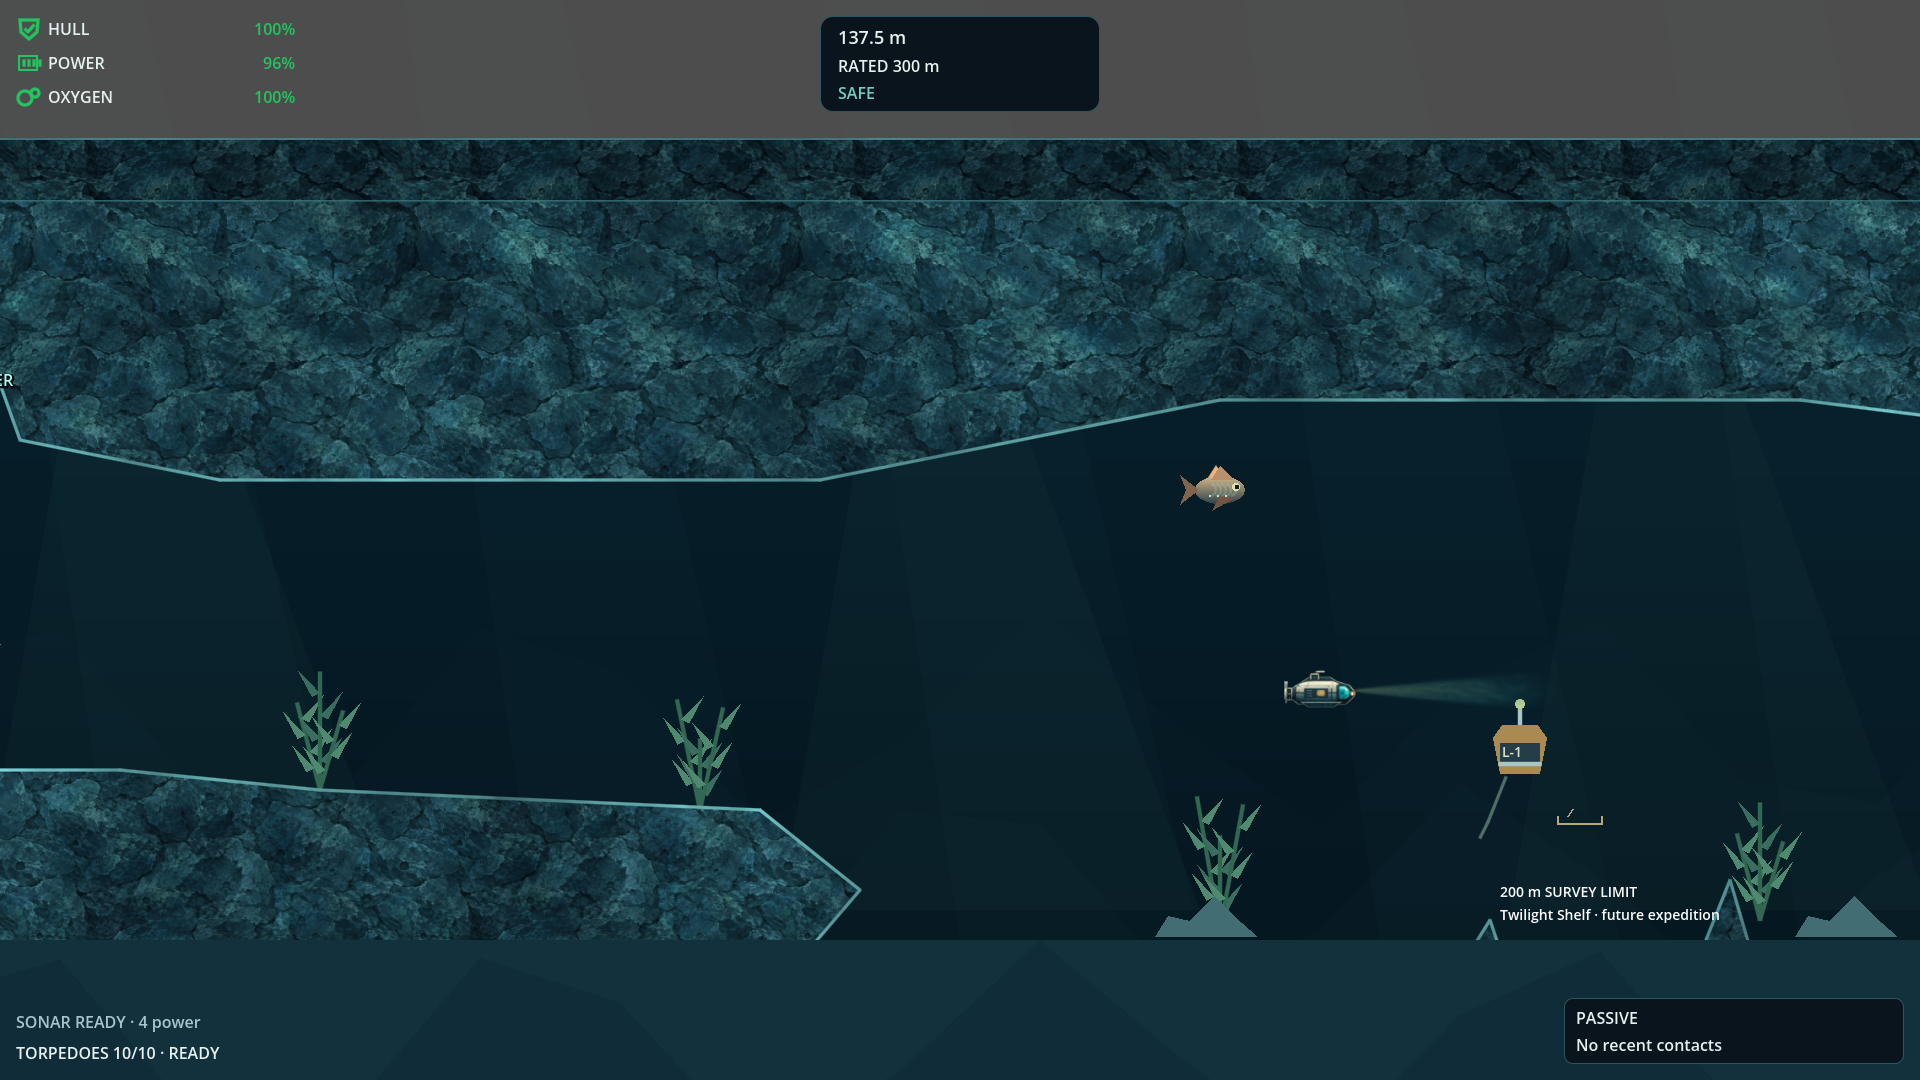 HULL 100%
POWER 96%
OXYGEN 100%
137.5 m
RATED 300 m
SAFE
ER
L-1
200 m SURVEY LIMIT
Twilight Shelf · future expedition
SONAR READY · 4 power
TORPEDOES 10/10 · READY
PASSIVE
No recent contacts